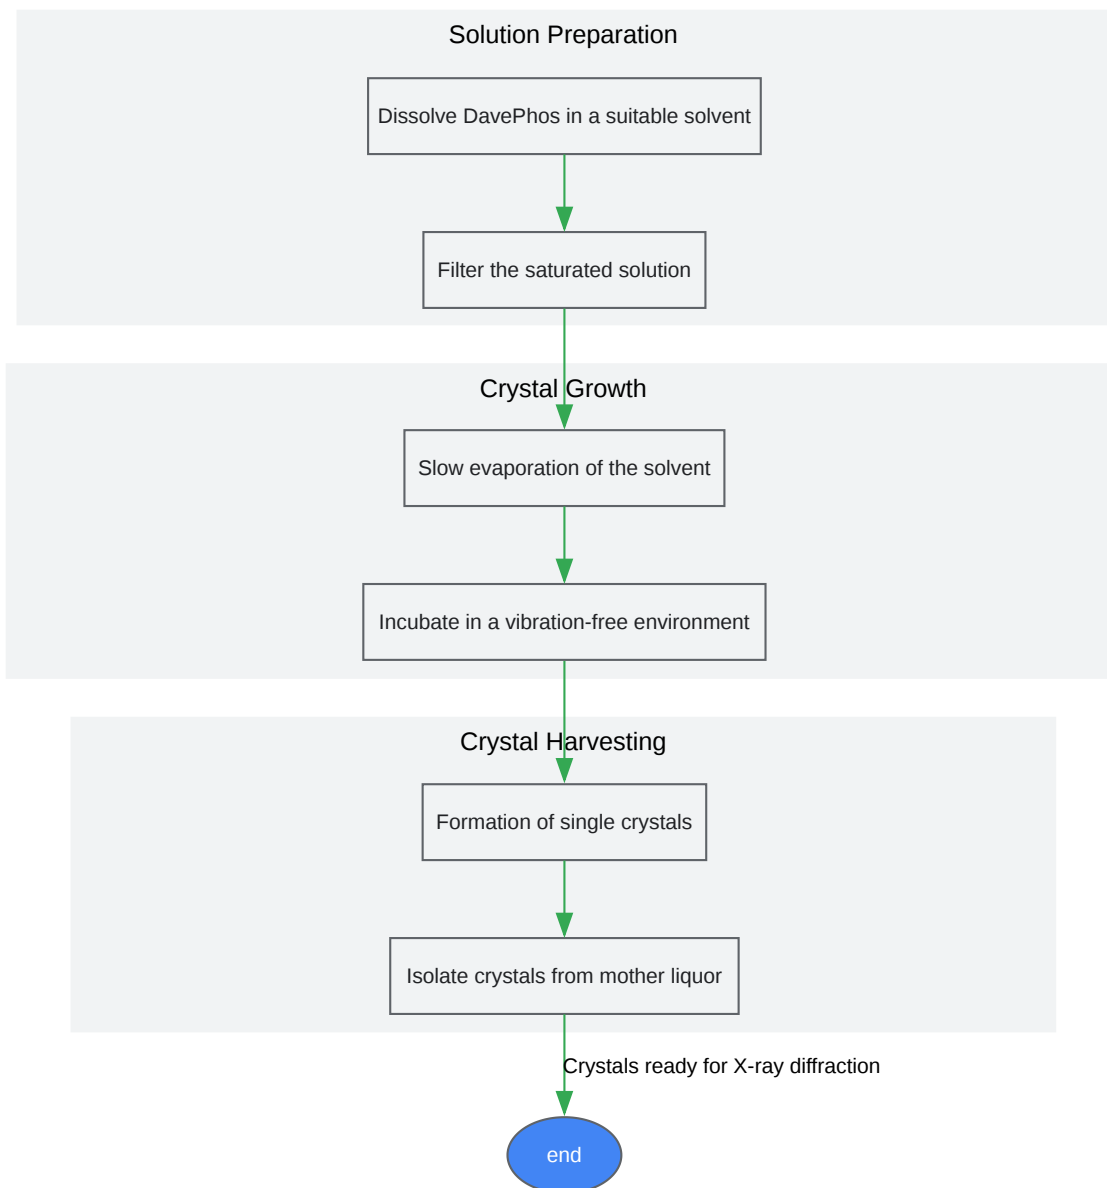 Solution Preparation
Dissolve DavePhos in a suitable solvent
Filter the saturated solution
Crystal Growth
Slow evaporation of the solvent
Incubate in a vibration-free environment
Crystal Harvesting
Formation of single crystals
Isolate crystals from mother liquor
Crystals ready for X-ray diffraction
end